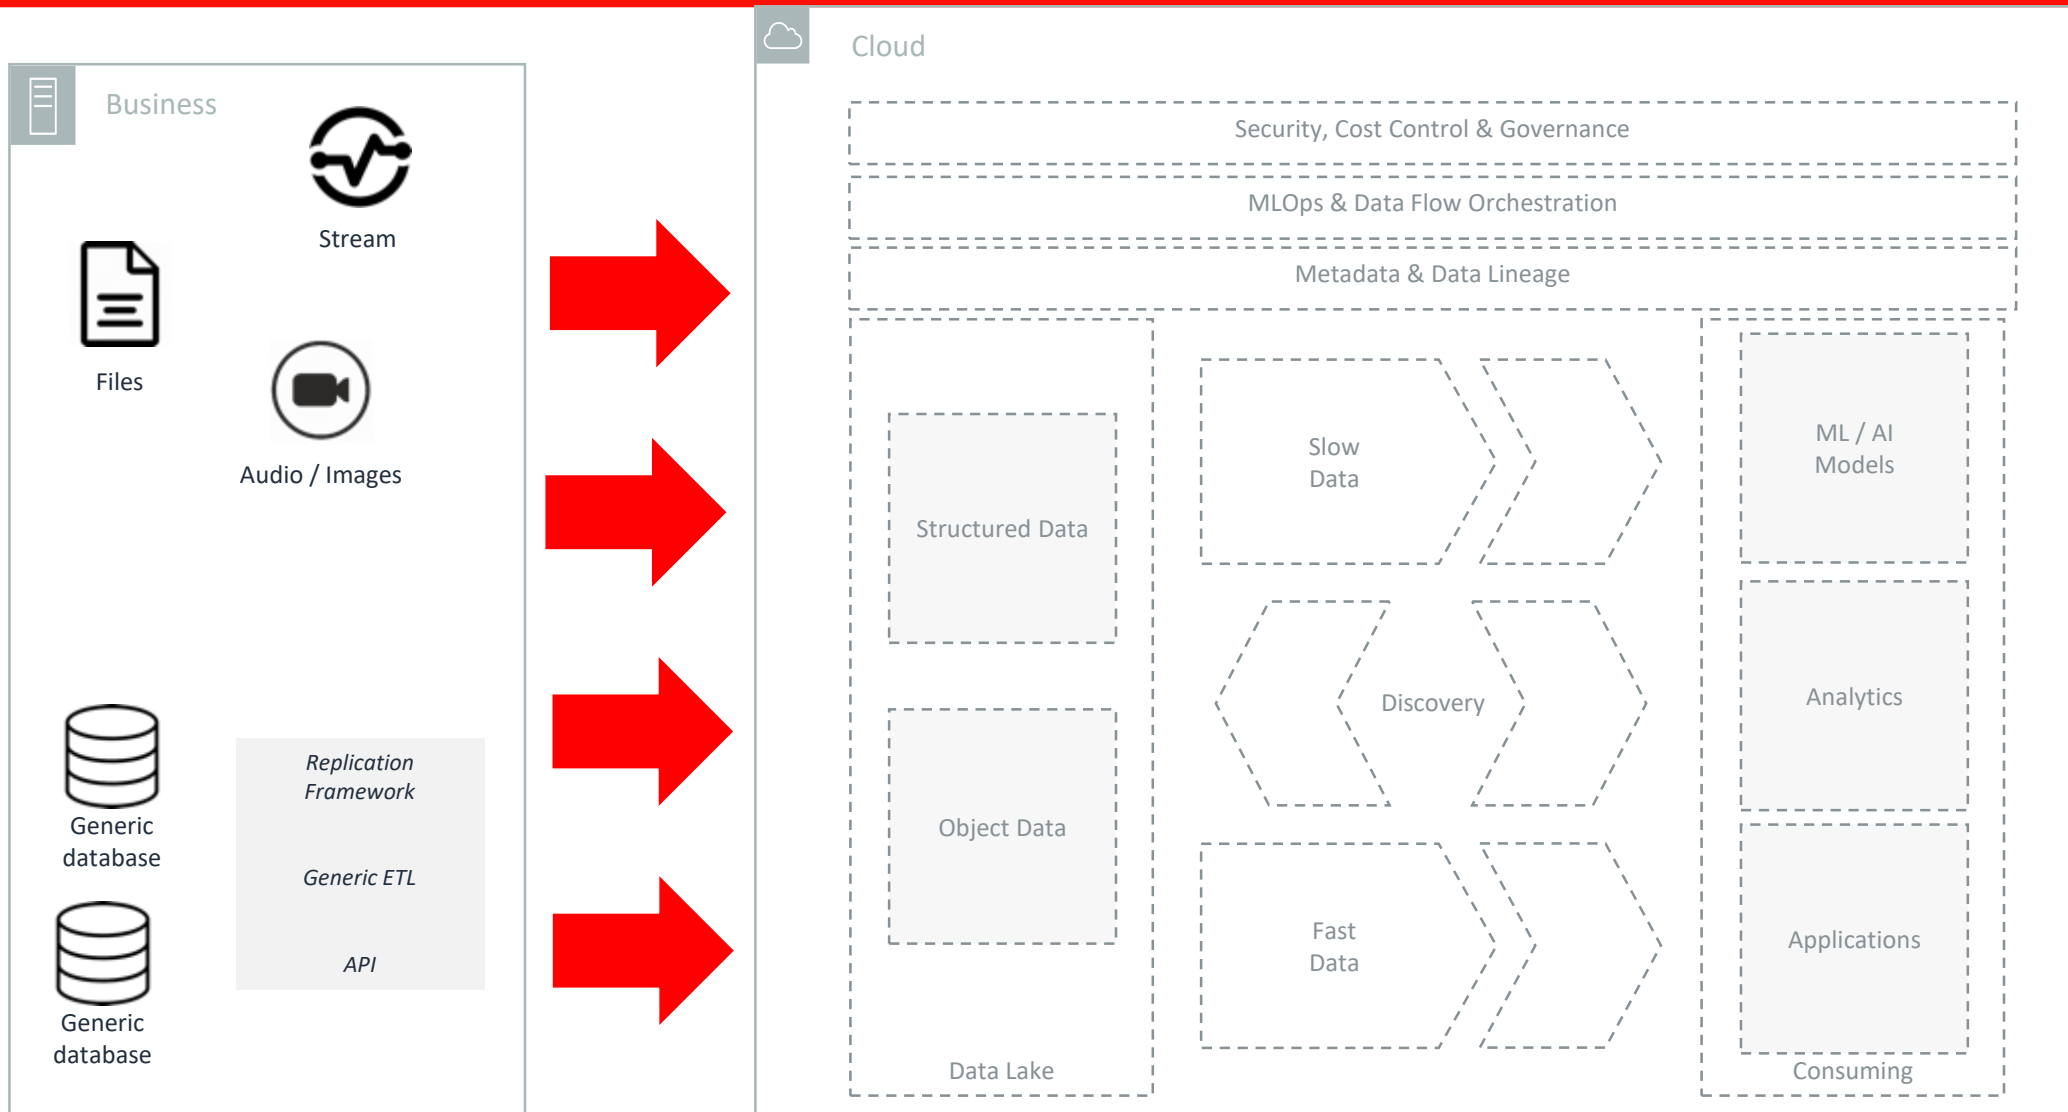 Business
Stream
Files
Audio / Images
Generic
database
Generic
database
Replication
Framework
Generic ETL
API
Cloud
Security, Cost Control & Governance
MLOps & Data Flow Orchestration
Metadata & Data Lineage
Structured Data
Object Data
Data Lake
Slow
Data
Discovery
Fast
Data
ML / AI
Models
Analytics
Applications
Consuming